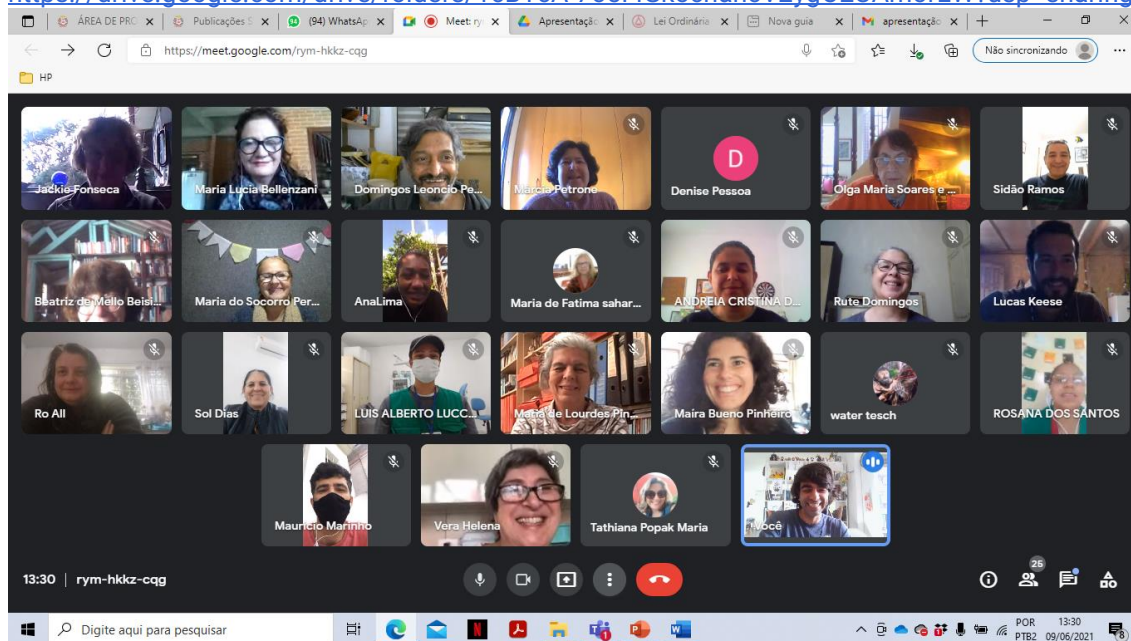 ÁREA DE PRO
Publicações S
(94) WhatsAp
Meet: ry
Apresentaçã
Lei Ordinária
Nova guia
apresentação
https://meet.google.com/rym-hkkz-cqg
Não sincronizando
HP
Jackie Fonseca
Maria Lucia Bellenzani
Domingos Leoncio Pe...
Marcia Petrone
D
Denise Pessoa
Olga Maria Soares e ...
Sidão Ramos
Beatriz de Mello Beisi...
Maria do Socorro Per...
AnaLima
Maria de Fatima sahar...
ANDREIA CRISTINA D...
Rute Domingos
Lucas Keese
Ro All
Sol Dias
LUIS ALBERTO LUCC...
Maria de Lourdes Pin...
Maira Bueno Pinheiro
water tesch
ROSANA DOS SANTOS
Mauricio Marinho
Vera Helena
Tathiana Popak Maria
Você
13:30 | rym-hkkz-cqg
25
Digite aqui para pesquisar
POR
PTB2
13:30
09/06/2021
8